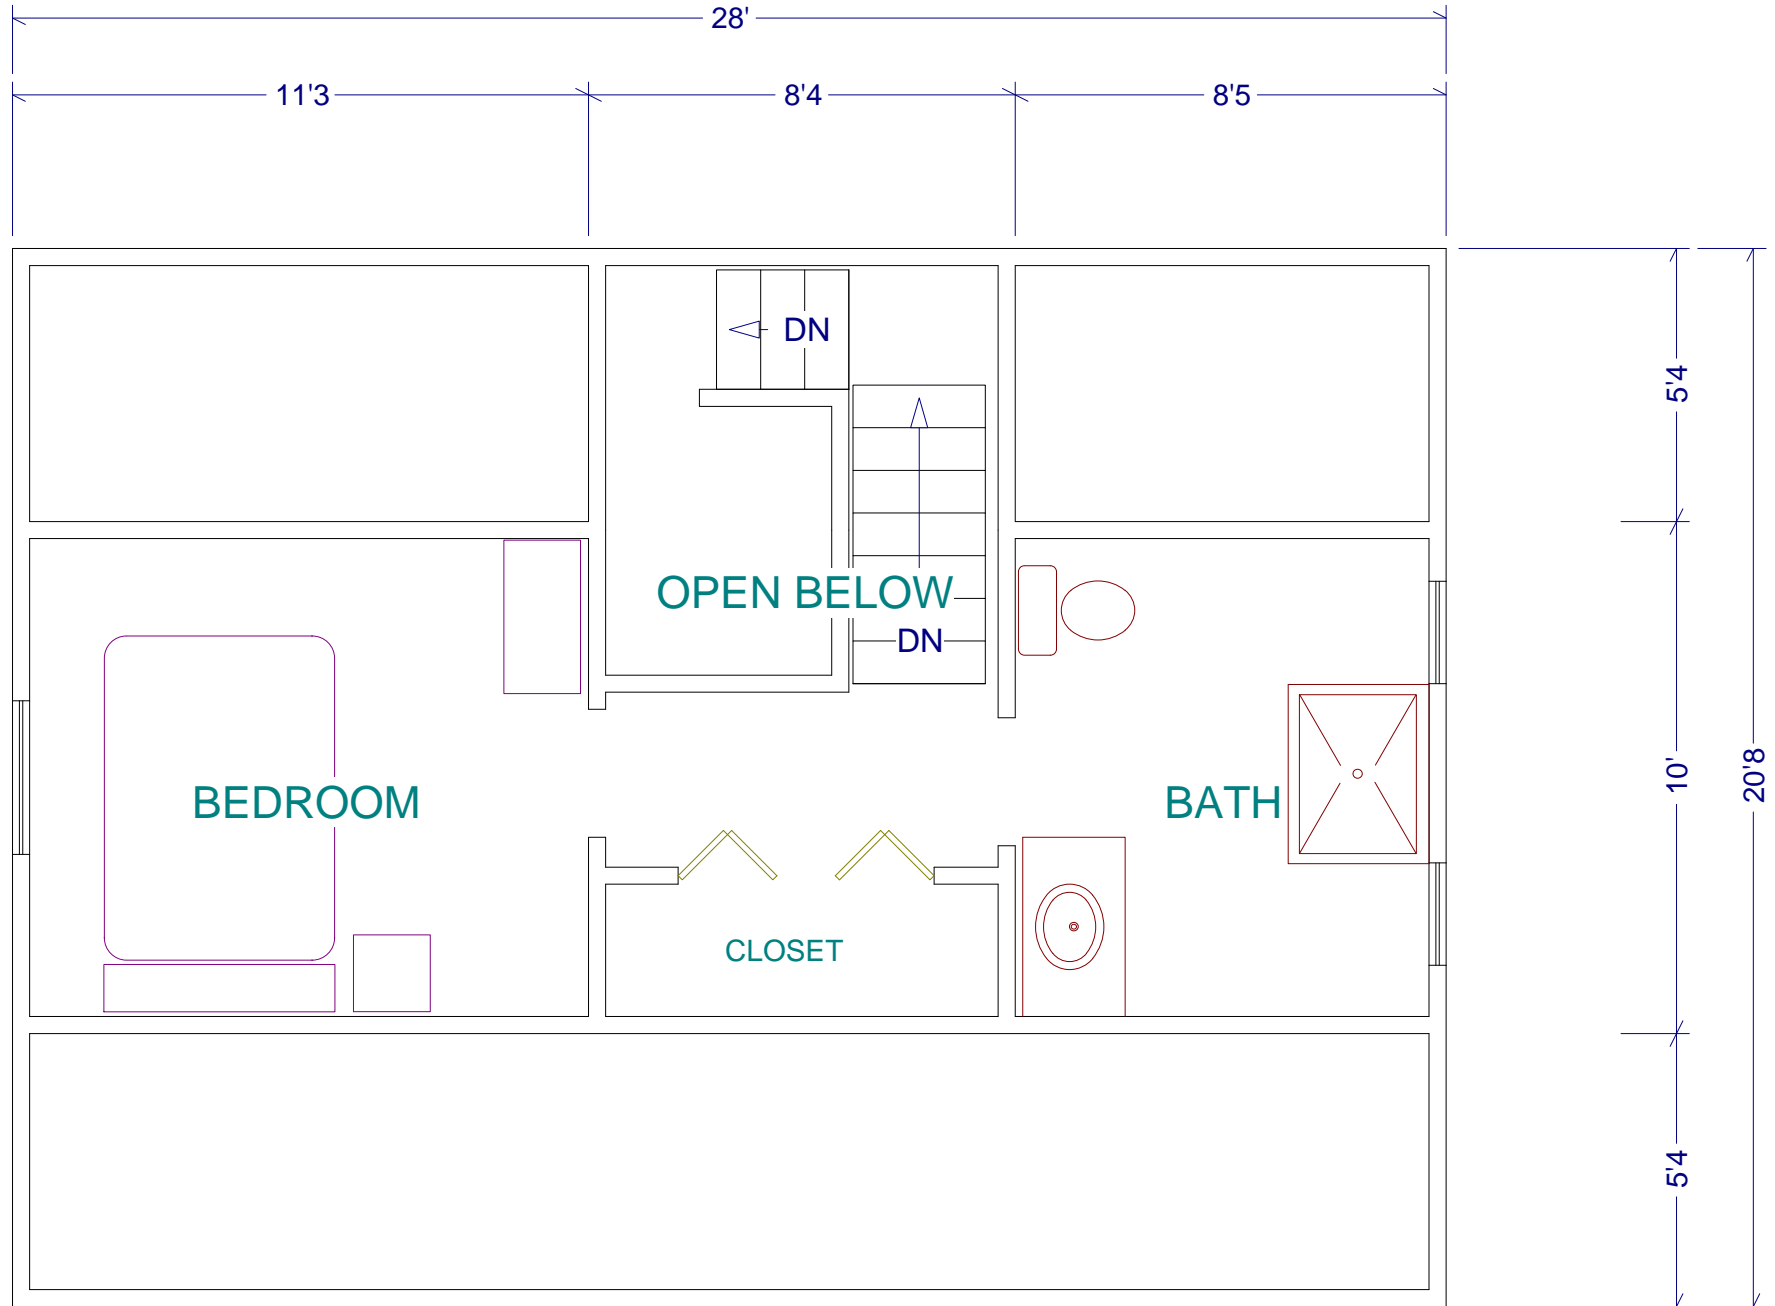 28'
11'3 8'4 8'5
DN
5'4
OPEN BELOW
DN
BEDROOM
BATH
10'
20'8
CLOSET
5'4